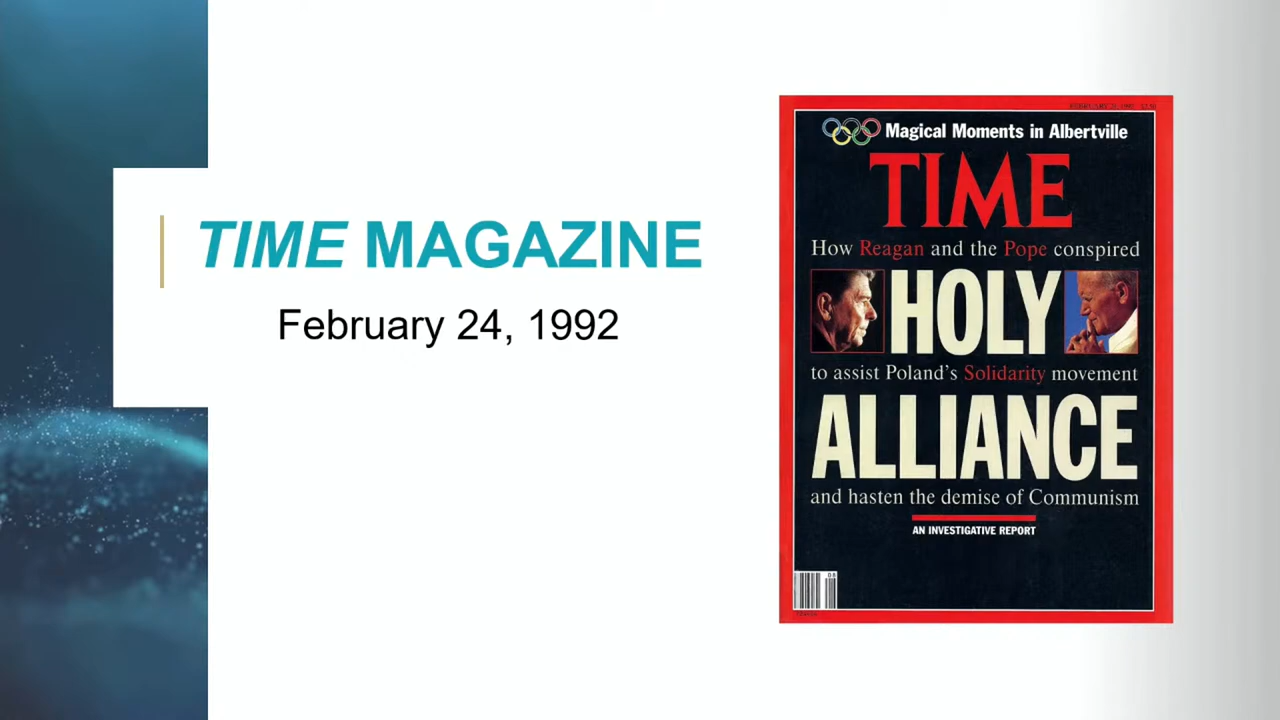 TIME MAGAZINE
February 24, 1992
Magical Moments in Albertville
TIME
How Reagan and the Pope conspired
HOLY
to assist Poland's Solidarity movement
ALLIANCE
and hasten the demise of Communism
AN INVESTIGATIVE REPORT
08